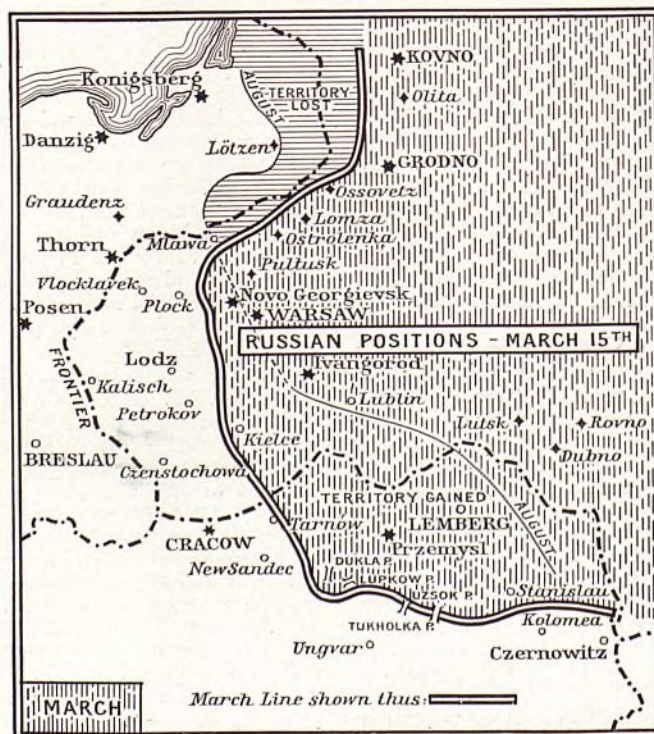 KOVNO
Konigsberg
Olita
AUGUST
TERRITORY
LOST
Danzig
Lötzen
GRODNO
Ossovetz
Graudenz
Lomza
Ostrolenka
Mlawa
Thorn
Pultusk
Vlocklavek
Plock
Novo Georgievsk
Posen
WARSAW
RUSSIAN POSITIONS - MARCH 15TH
FRONTIER
Lodz
Ivangorod
Kalisch
Lublin
Petrokov
Lutsk
Rovno
Kielce
BRESLAU
Dubno
Czenstochowa
TERRITORY GAINED
AUGUST
Tarnów
LEMBERG
CRACOW
Przemysl
NewSandec
DUKLA P.
LUPKOW P.
UZSOK P.
Stanislau
TUKHOLKA P.
Kolomea
Ungvar
Czernowitz
MARCH
March Line shown thus: